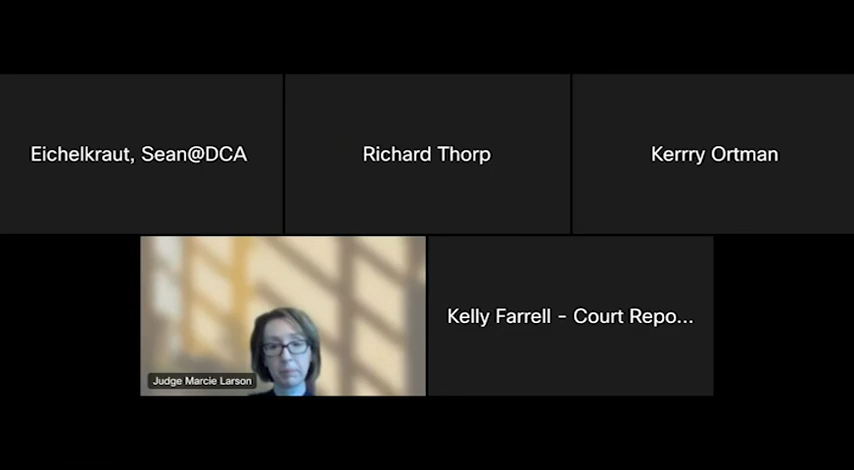 Eichelkraut, Sean@DCA
Richard Thorp
Kerrry Ortman
Judge Marcie Larson
Kelly Farrell - Court Repo...